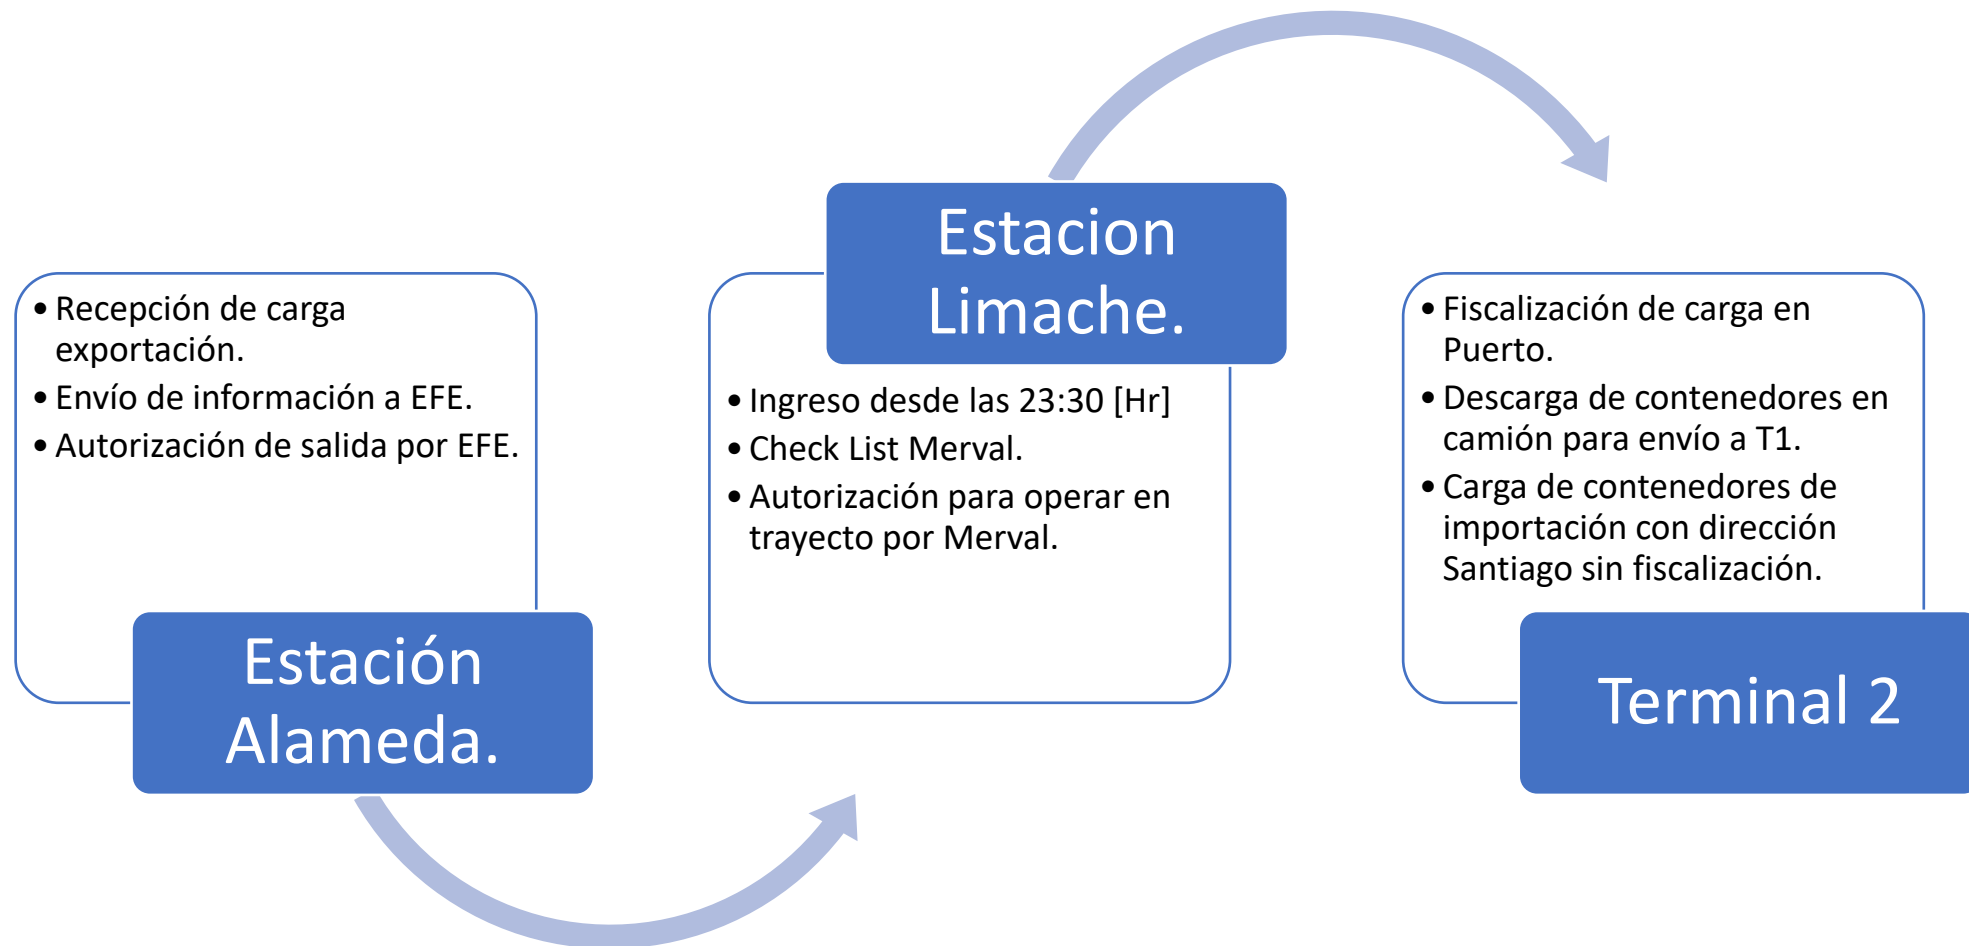 • Recepción de carga
exportación.
• Envío de información a EFE.
• Autorización de salida por EFE.
Estación
Alameda.
Estacion
Limache.
• Ingreso desde las 23:30 [Hr]
• Check List Merval.
• Autorización para operar en
trayecto por Merval.
• Fiscalización de carga en
Puerto.
• Descarga de contenedores en
camión para envío a T1.
• Carga de contenedores de
importación con dirección
Santiago sin fiscalización.
Terminal 2